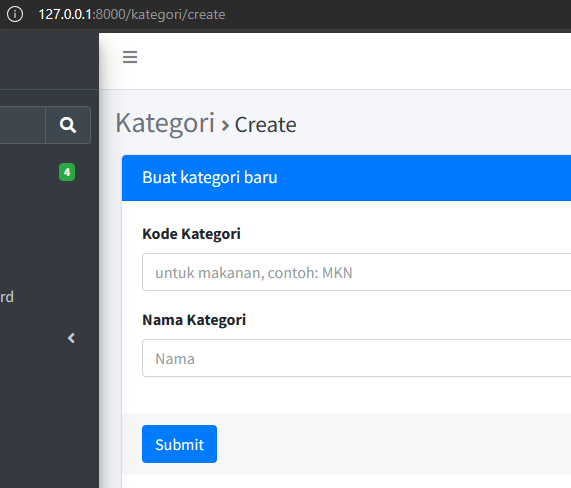 127.0.0.1:8000/kategori/create
Kategori > Create
4
Buat kategori baru
Kode Kategori
untuk makanan, contoh: MKN
rd
Nama Kategori
Nama
Submit